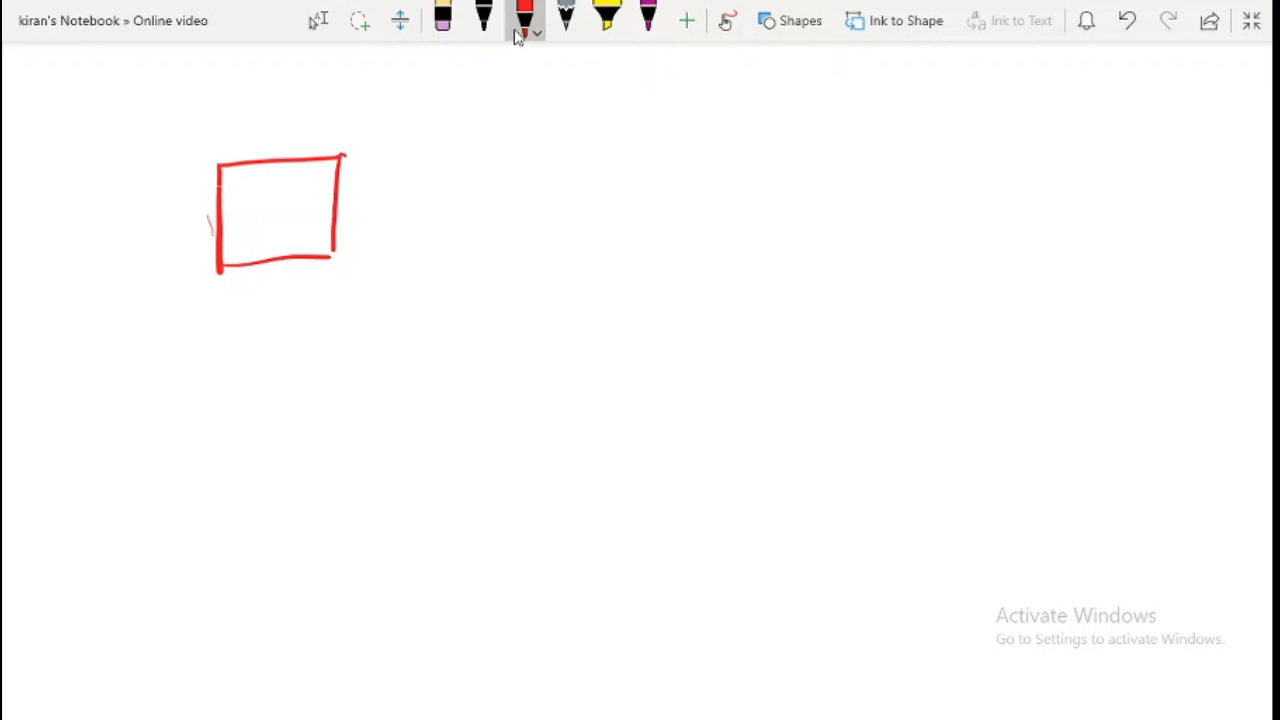 kiran's Notebook » Online video
Shapes
Ink to Shape
Ink to Text
Activate Windows
Go to Settings to activate Windows.